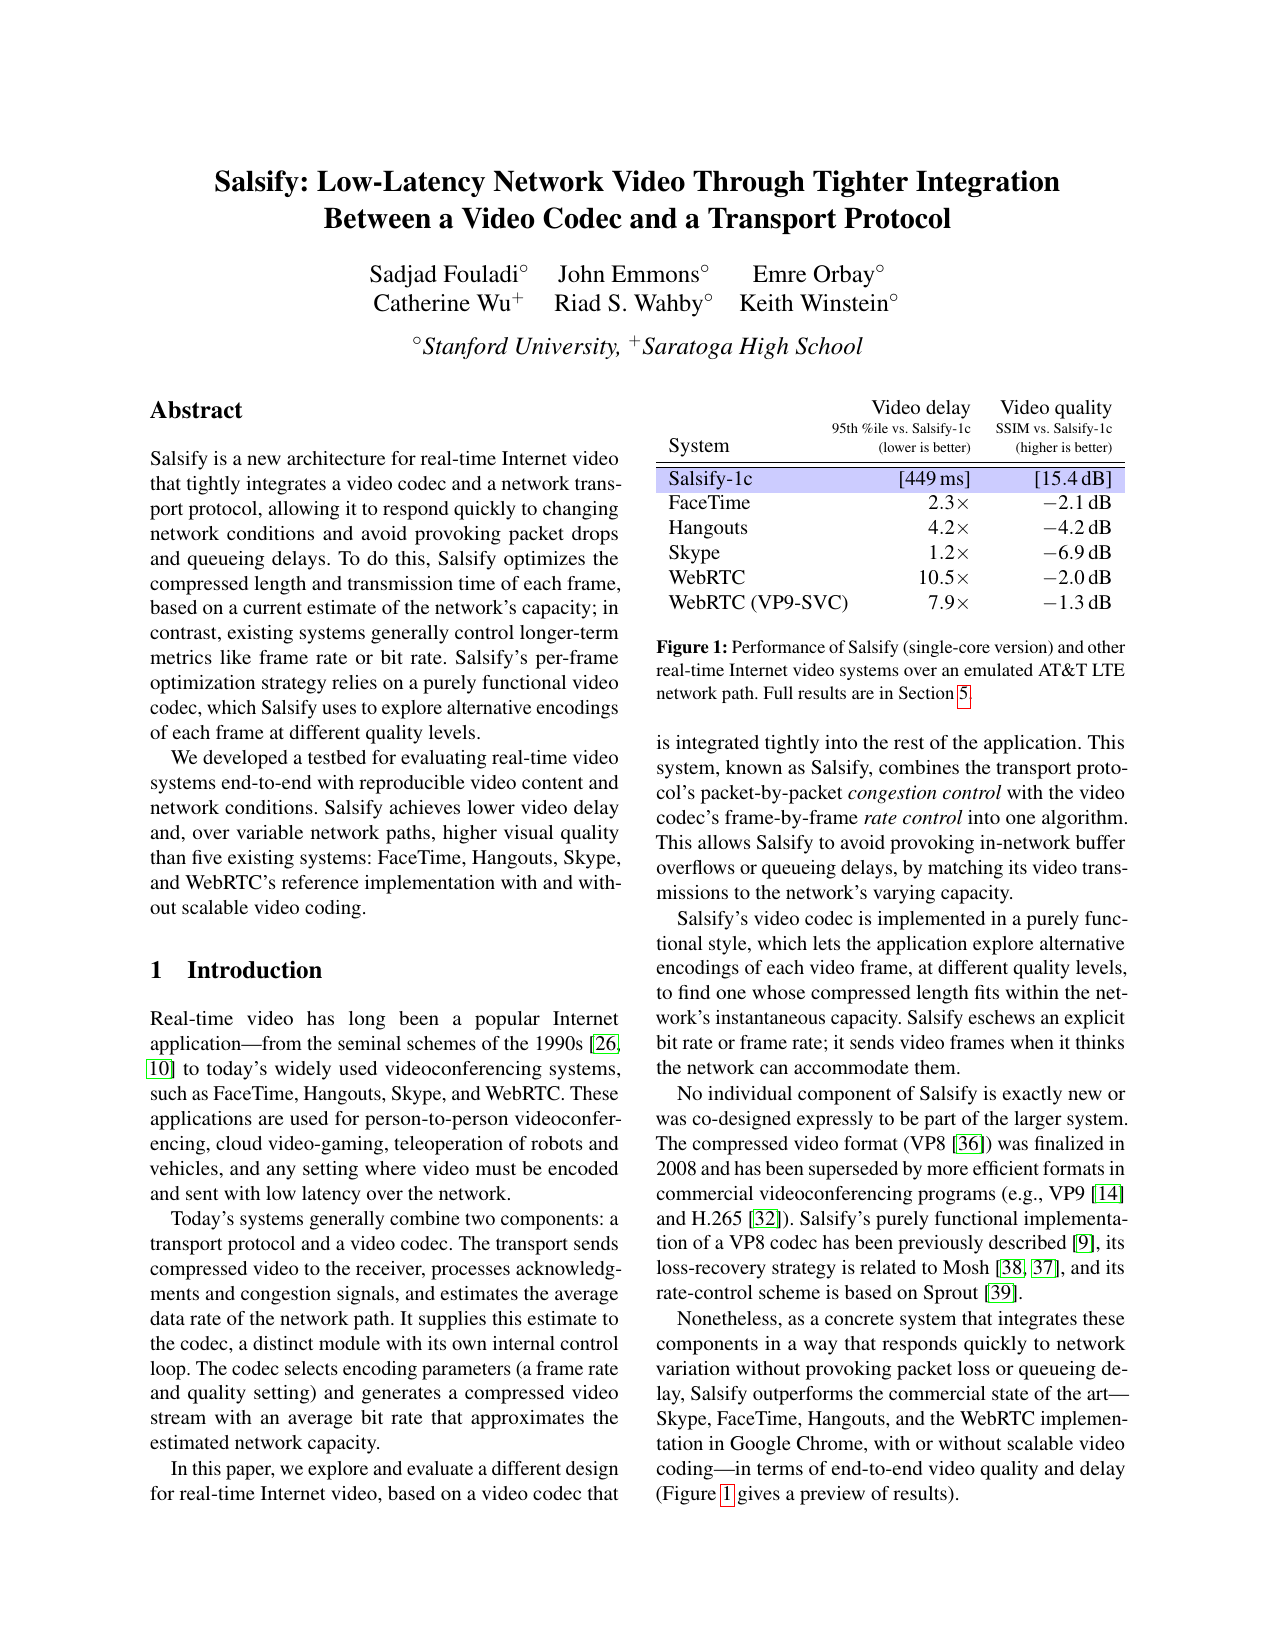 Salsify: Low-Latency Network Video Through Tighter Integration
Between a Video Codec and a Transport Protocol
Sadjad Fouladi○ John Emmons○ Emre Orbay○
Catherine Wu+ Riad S. Wahby○ Keith Winstein○
○Stanford University, +Saratoga High School
Abstract
Salsify is a new architecture for real-time Internet video
that tightly integrates a video codec and a network trans-
port protocol, allowing it to respond quickly to changing
network conditions and avoid provoking packet drops
and queueing delays. To do this, Salsify optimizes the
compressed length and transmission time of each frame,
based on a current estimate of the network's capacity; in
contrast, existing systems generally control longer-term
metrics like frame rate or bit rate. Salsify's per-frame
optimization strategy relies on a purely functional video
codec, which Salsify uses to explore alternative encodings
of each frame at different quality levels.
We developed a testbed for evaluating real-time video
systems end-to-end with reproducible video content and
network conditions. Salsify achieves lower video delay
and, over variable network paths, higher visual quality
than five existing systems: FaceTime, Hangouts, Skype,
and WebRTC's reference implementation with and with-
out scalable video coding.
1 Introduction
Real-time video has long been a popular Internet
application—from the seminal schemes of the 1990s [26,
10] to today's widely used videoconferencing systems,
such as FaceTime, Hangouts, Skype, and WebRTC. These
applications are used for person-to-person videoconfer-
encing, cloud video-gaming, teleoperation of robots and
vehicles, and any setting where video must be encoded
and sent with low latency over the network.
Today's systems generally combine two components: a
transport protocol and a video codec. The transport sends
compressed video to the receiver, processes acknowledg-
ments and congestion signals, and estimates the average
data rate of the network path. It supplies this estimate to
the codec, a distinct module with its own internal control
loop. The codec selects encoding parameters (a frame rate
and quality setting) and generates a compressed video
stream with an average bit rate that approximates the
estimated network capacity.
In this paper, we explore and evaluate a different design
for real-time Internet video, based on a video codec that
Video delay Video quality
95th %ile vs. Salsify-1c SSIM vs. Salsify-1c
System (lower is better) (higher is better)
Salsify-1c [449 ms] [15.4 dB]
FaceTime 2.3× −2.1 dB
Hangouts 4.2× −4.2 dB
Skype 1.2× −6.9 dB
WebRTC 10.5× −2.0 dB
WebRTC (VP9-SVC) 7.9× −1.3 dB
Figure 1: Performance of Salsify (single-core version) and other
real-time Internet video systems over an emulated AT&T LTE
network path. Full results are in Section 5.
is integrated tightly into the rest of the application. This
system, known as Salsify, combines the transport proto-
col's packet-by-packet congestion control with the video
codec's frame-by-frame rate control into one algorithm.
This allows Salsify to avoid provoking in-network buffer
overflows or queueing delays, by matching its video trans-
missions to the network's varying capacity.
Salsify's video codec is implemented in a purely func-
tional style, which lets the application explore alternative
encodings of each video frame, at different quality levels,
to find one whose compressed length fits within the net-
work's instantaneous capacity. Salsify eschews an explicit
bit rate or frame rate; it sends video frames when it thinks
the network can accommodate them.
No individual component of Salsify is exactly new or
was co-designed expressly to be part of the larger system.
The compressed video format (VP8 [36]) was finalized in
2008 and has been superseded by more efficient formats in
commercial videoconferencing programs (e.g., VP9 [14]
and H.265 [32]). Salsify's purely functional implementa-
tion of a VP8 codec has been previously described [9], its
loss-recovery strategy is related to Mosh [38, 37], and its
rate-control scheme is based on Sprout [39].
Nonetheless, as a concrete system that integrates these
components in a way that responds quickly to network
variation without provoking packet loss or queueing de-
lay, Salsify outperforms the commercial state of the art—
Skype, FaceTime, Hangouts, and the WebRTC implemen-
tation in Google Chrome, with or without scalable video
coding—in terms of end-to-end video quality and delay
(Figure 1 gives a preview of results).